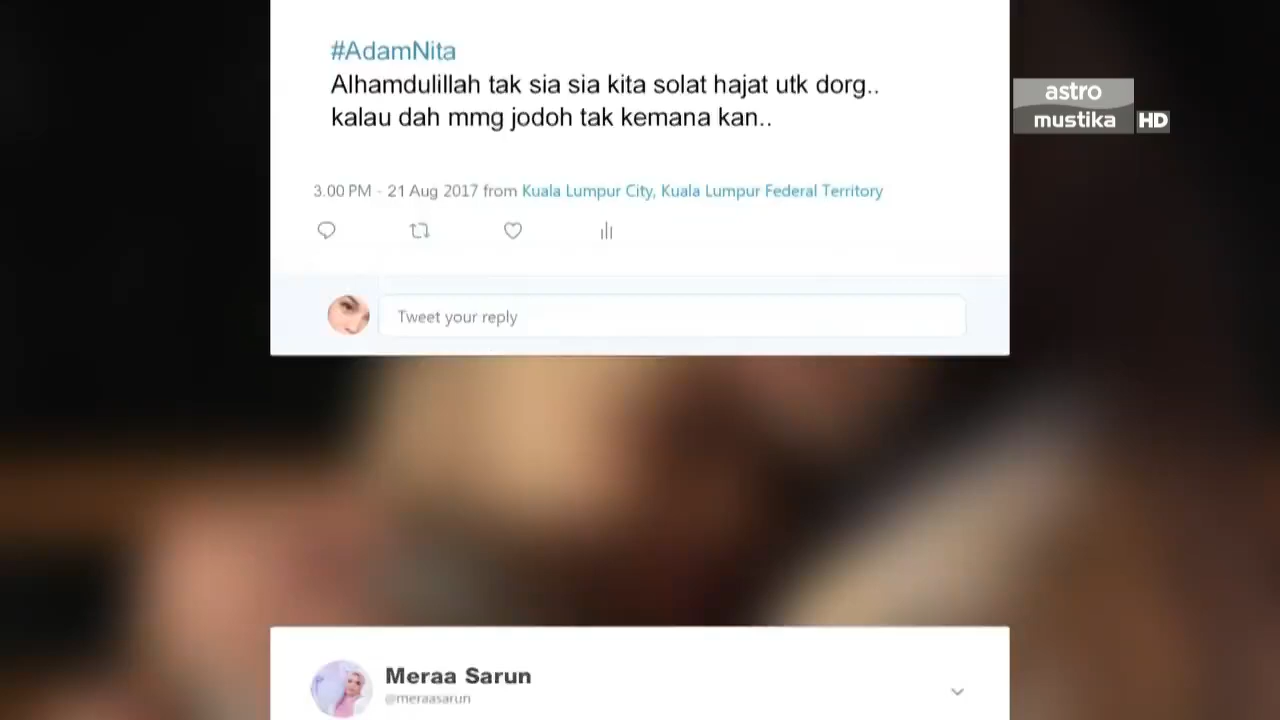 #AdamNita
Alhamdulillah tak sia sia kita solat hajat utk dorg..
kalau dah mmg jodoh tak kemana kan..
astro
mustika HD
3.00 PM - 21 Aug 2017 from Kuala Lumpur City, Kuala Lumpur Federal Territory
Tweet your reply
Meraa Sarun
@meraasarun